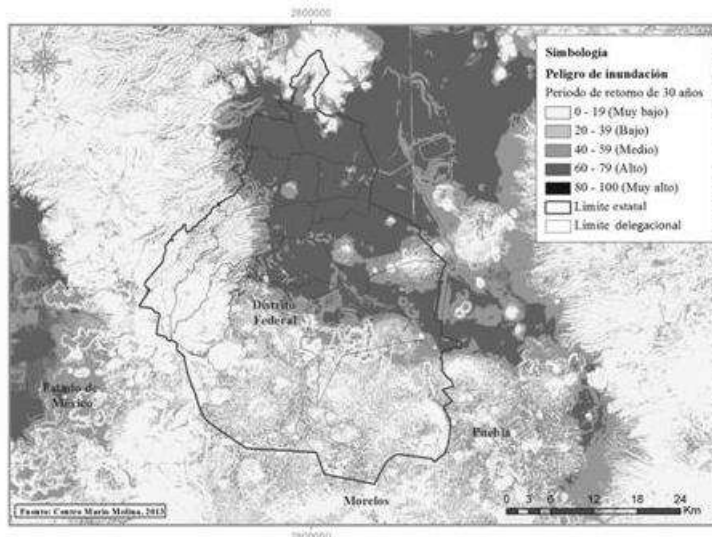 2800000
Simbología
Peligro de inundación
Periodo de retorno de 30 años
0 - 19 (Muy bajo)
20 - 39 (Bajo)
40 - 59 (Medio)
60 - 79 (Alto)
80 - 100 (Muy alto)
Límite estatal
Límite delegacional
Distrito
Federal
Estado de
México
Puebla
Morelos
Fuente: Centro Mario Molina, 2013
0 3 6 12 18 24
Km
2800000